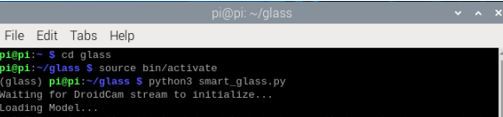 pi@pi: ~/glass
File Edit Tabs Help
pi@pi:~ $ cd glass
pi@pi:~/glass $ source bin/activate
(glass) pi@pi:~/glass $ python3 smart_glass.py
Waiting for DroidCam stream to initialize...
Loading Model...